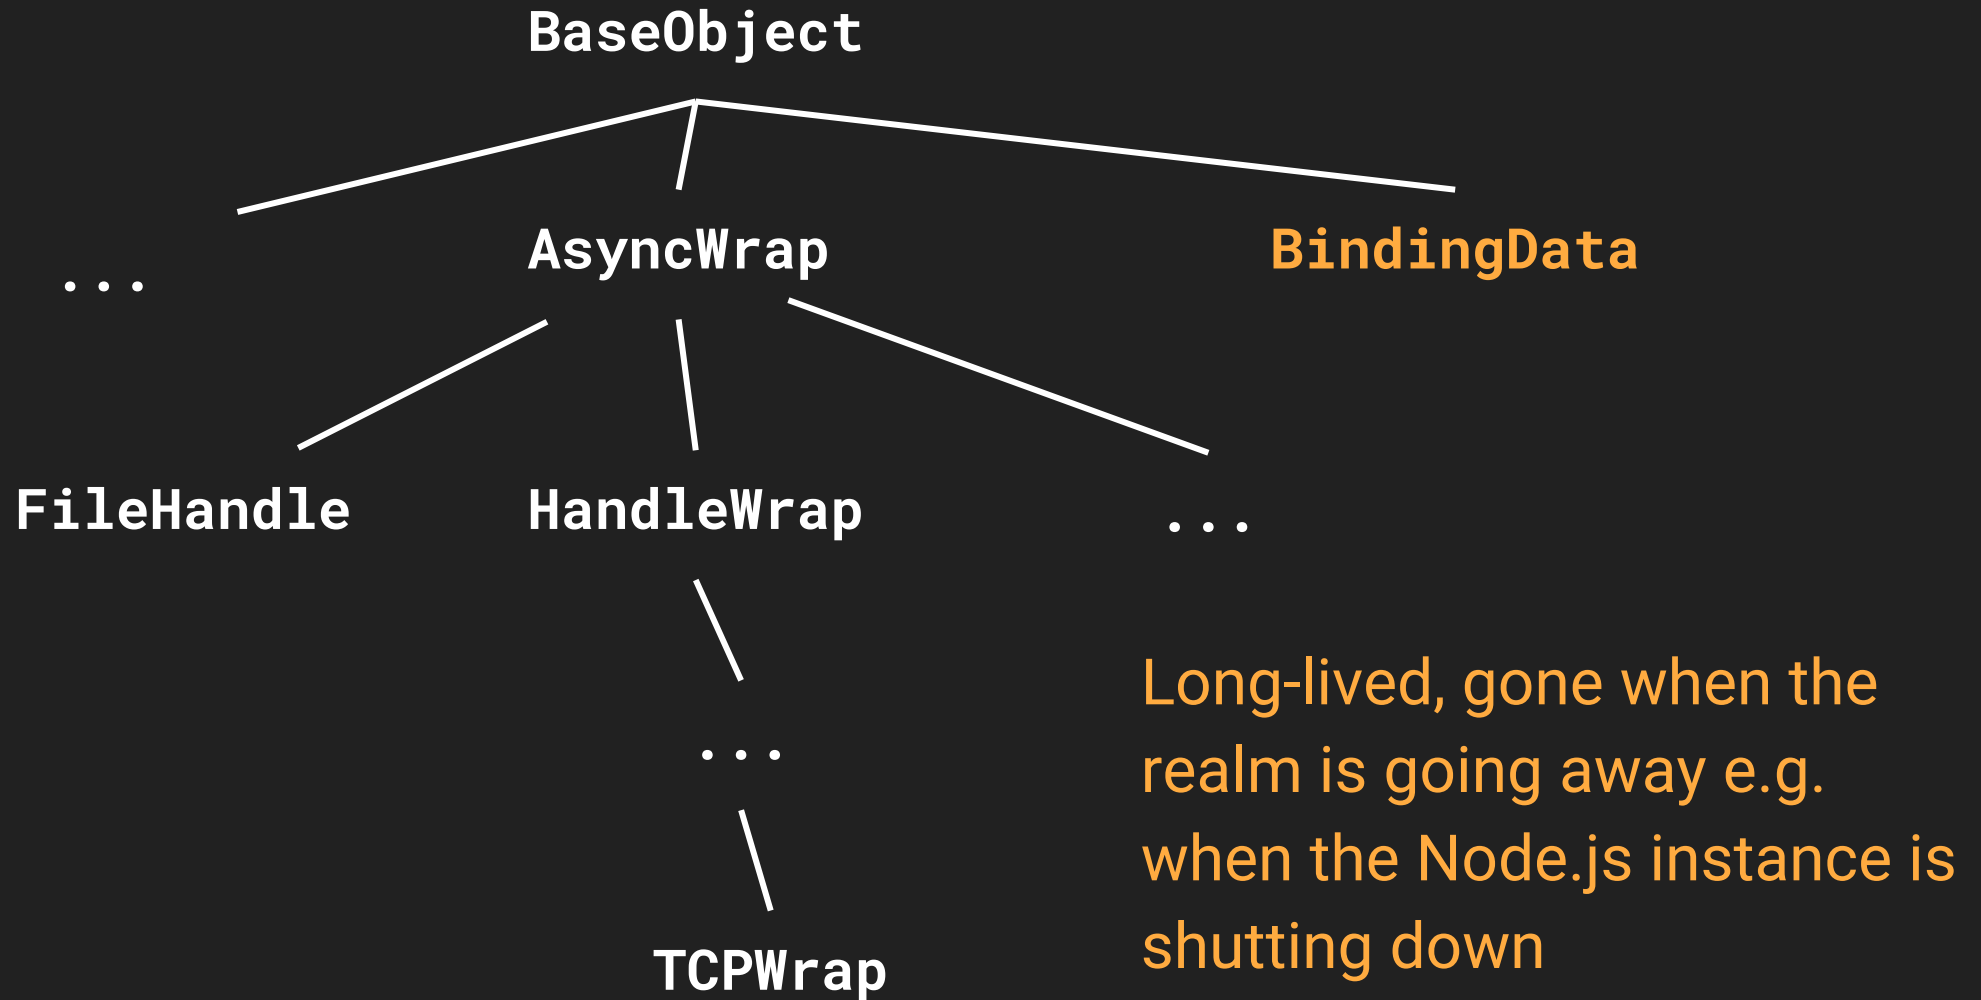 BaseObject
...
AsyncWrap
BindingData
FileHandle
HandleWrap
...
...
TCPWrap
Long-lived, gone when the
realm is going away e.g.
when the Node.js instance is
shutting down